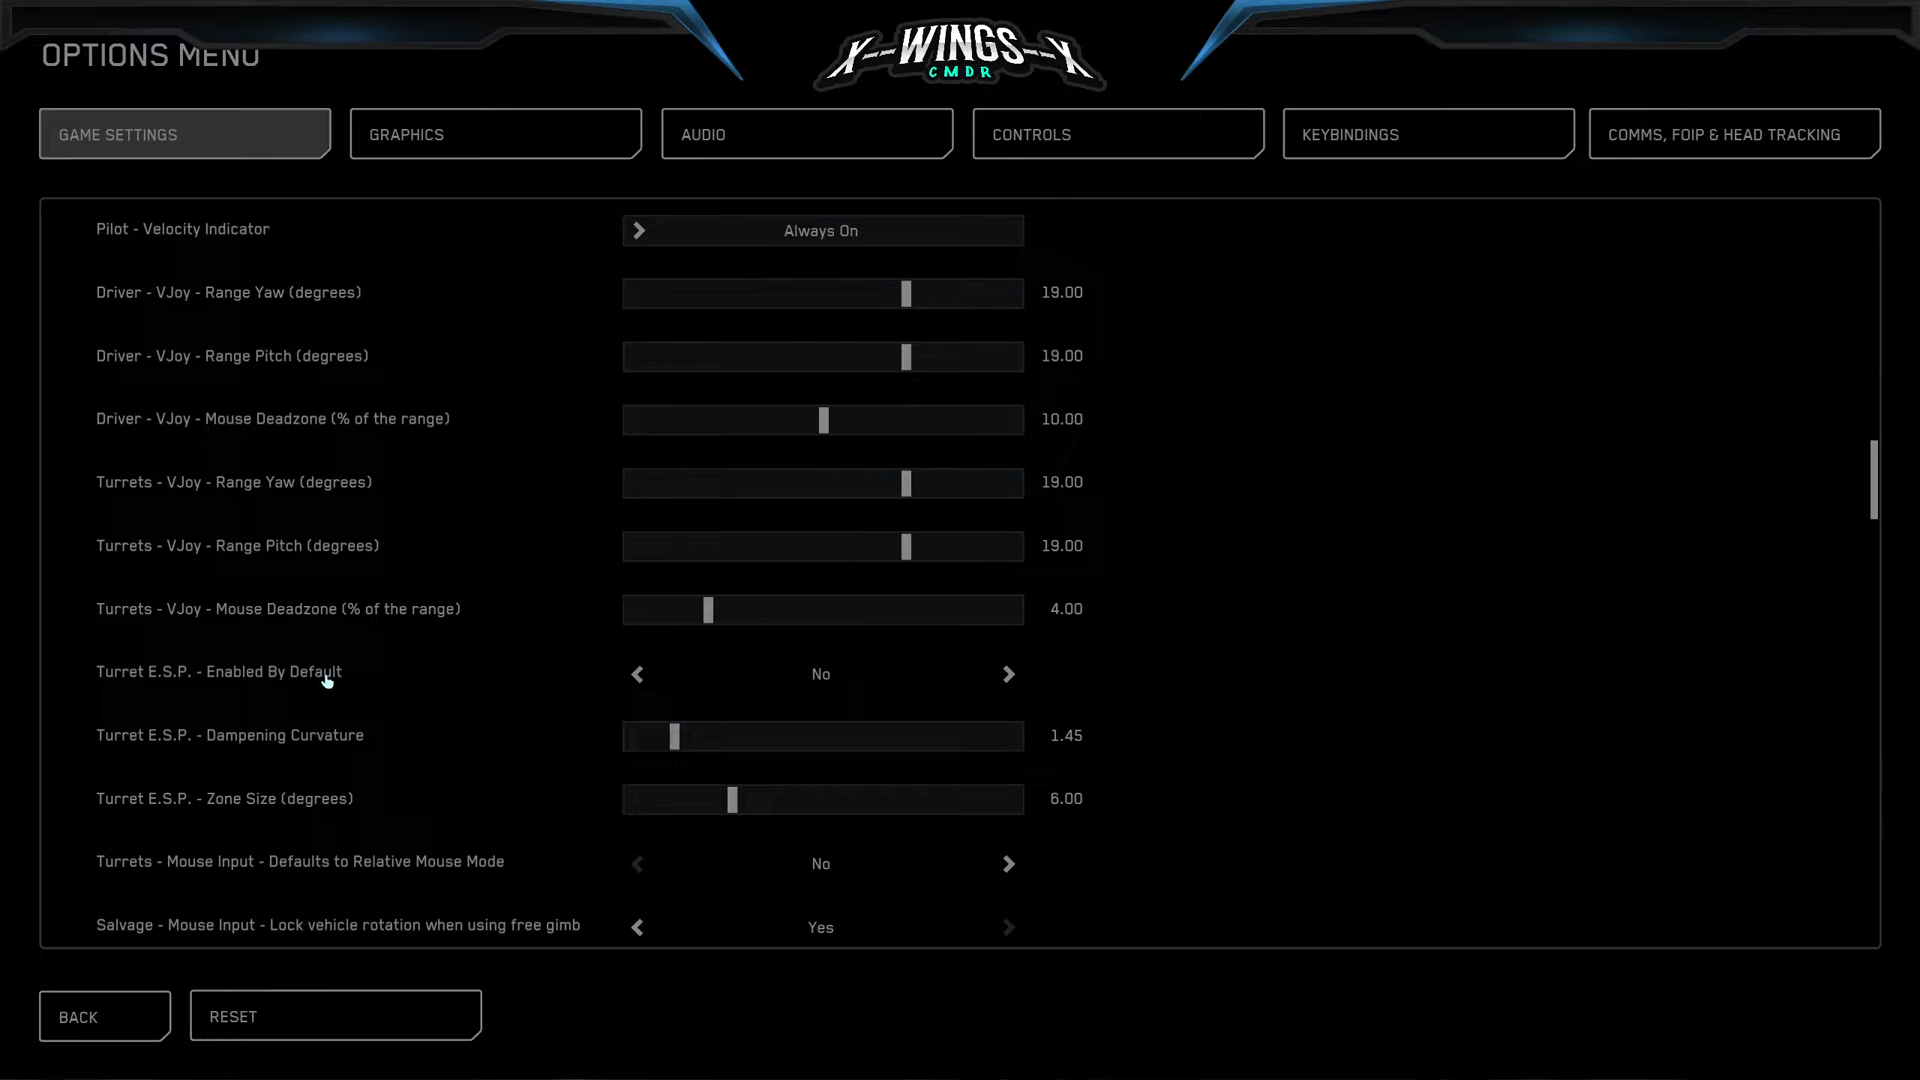 X-WINGS-X
CMDR
OPTIONS MENU
GAME SETTINGS
GRAPHICS
AUDIO
CONTROLS
KEYBINDINGS
COMMS, FOIP & HEAD TRACKING
Pilot - Velocity Indicator
Always On
Driver - VJoy - Range Yaw (degrees)
19.00
Driver - VJoy - Range Pitch (degrees)
19.00
Driver - VJoy - Mouse Deadzone (% of the range)
10.00
Turrets - VJoy - Range Yaw (degrees)
19.00
Turrets - VJoy - Range Pitch (degrees)
19.00
Turrets - VJoy - Mouse Deadzone (% of the range)
4.00
Turret E.S.P. - Enabled By Default
No
Turret E.S.P. - Dampening Curvature
1.45
Turret E.S.P. - Zone Size (degrees)
6.00
Turrets - Mouse Input - Defaults to Relative Mouse Mode
No
Salvage - Mouse Input - Lock vehicle rotation when using free gimb
Yes
BACK
RESET